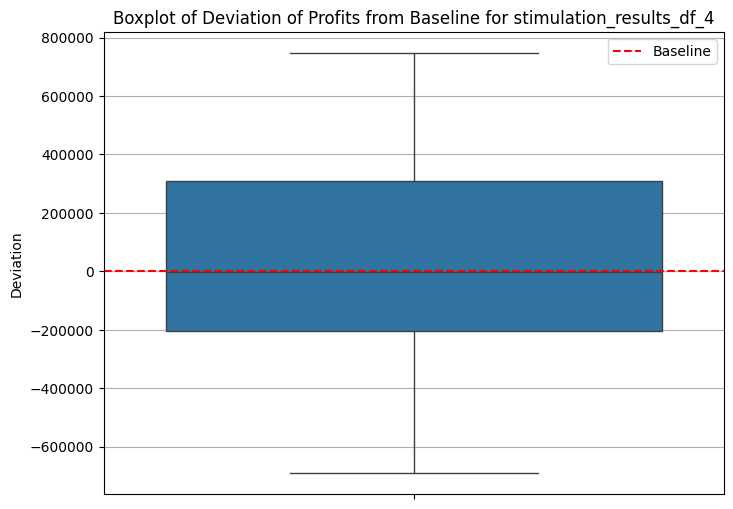 Boxplot of Deviation of Profits from Baseline for stimulation_results_df_4
800000
Baseline
600000
400000
200000
0
−200000
−400000
−600000
Deviation